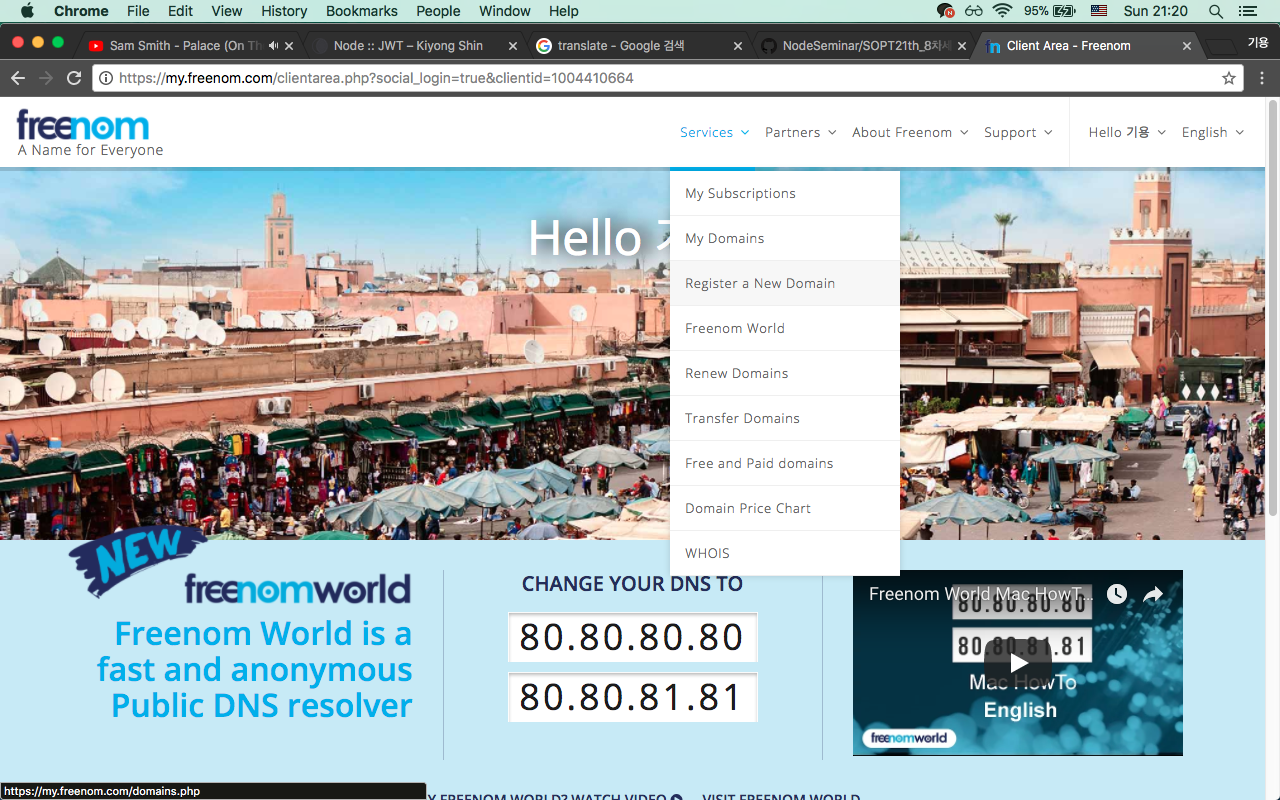 Chrome File Edit View History Bookmarks People Window Help 95% Sun 21:20
Sam Smith - Palace (On Th Node :: JWT – Kiyong Shin translate - Google 검색 NodeSeminar/SOPT21th_8차세 Client Area - Freenom 기용
https://my.freenom.com/clientarea.php?social_login=true&clientid=1004410664
freenom
A Name for Everyone
Services Partners About Freenom Support Hello 기용 English
My Subscriptions
My Domains
Register a New Domain
Freenom World
Renew Domains
Transfer Domains
Free and Paid domains
Domain Price Chart
WHOIS
Hello
NEW
freenomworld
Freenom World is a
fast and anonymous
Public DNS resolver
CHANGE YOUR DNS TO
80.80.80.80
80.80.81.81
Freenom World Mac HowT...
80.80.80.80
80.80.81.81
Mac HowTo
English
freenomworld
https://my.freenom.com/domains.php
Y FREENOM WORLD? WATCH VIDEO VISIT FREENOM WORLD